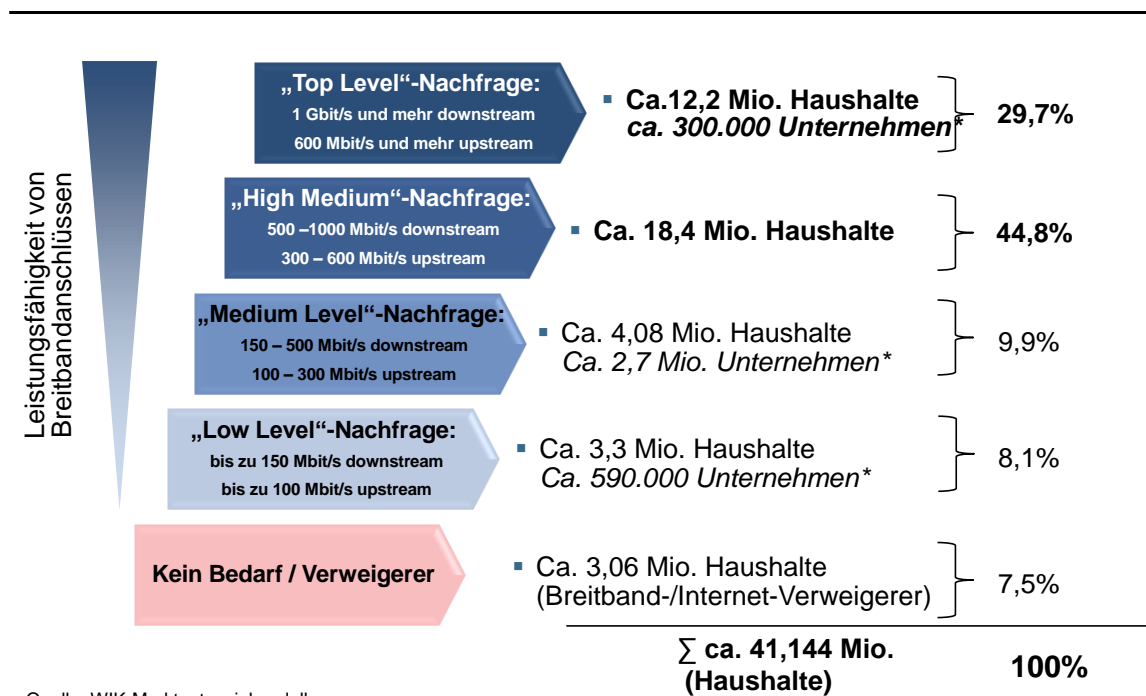 Leistungsfähigkeit von
Breitbandanschlüssen
„Top Level“-Nachfrage:
1 Gbit/s und mehr downstream
600 Mbit/s und mehr upstream
▪ Ca.12,2 Mio. Haushalte
ca. 300.000 Unternehmen*
29,7%
„High Medium“-Nachfrage:
500 –1000 Mbit/s downstream
300 – 600 Mbit/s upstream
▪ Ca. 18,4 Mio. Haushalte
44,8%
„Medium Level“-Nachfrage:
150 – 500 Mbit/s downstream
100 – 300 Mbit/s upstream
▪ Ca. 4,08 Mio. Haushalte
Ca. 2,7 Mio. Unternehmen*
9,9%
„Low Level“-Nachfrage:
bis zu 150 Mbit/s downstream
bis zu 100 Mbit/s upstream
▪ Ca. 3,3 Mio. Haushalte
Ca. 590.000 Unternehmen*
8,1%
Kein Bedarf / Verweigerer
▪ Ca. 3,06 Mio. Haushalte
(Breitband-/Internet-Verweigerer)
7,5%
∑ ca. 41,144 Mio.
(Haushalte)
100%